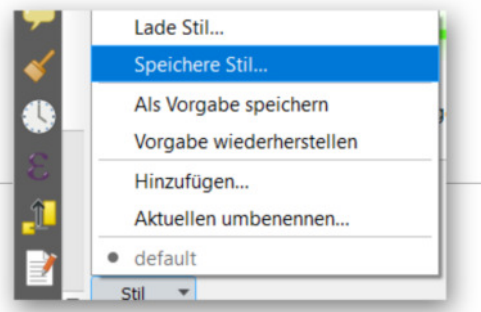 Lade Stil...
Speichere Stil...
Als Vorgabe speichern
Vorgabe wiederherstellen
Hinzufügen...
Aktuellen umbenennen...
default
Stil